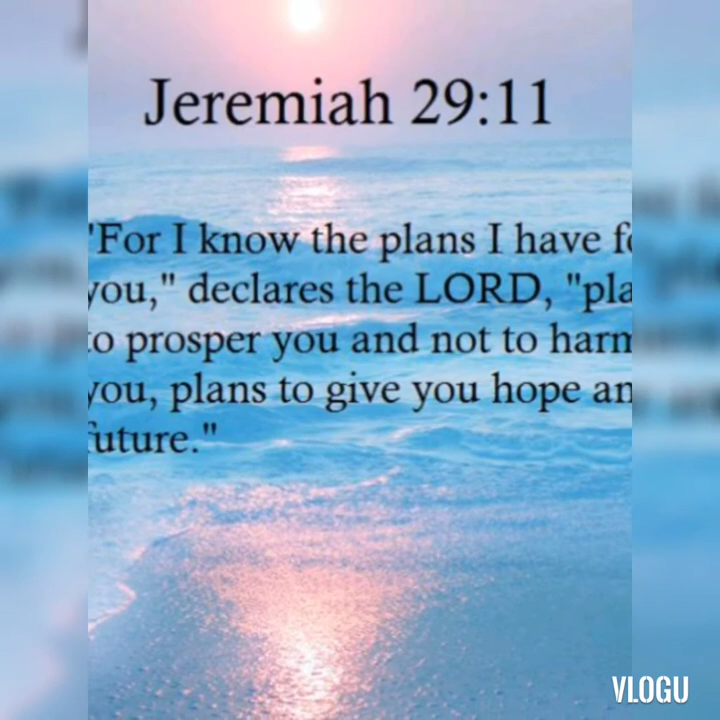 Jeremiah 29:11
"For I know the plans I have
you," declares the LORD,
to prosper you and not to harm
you, plans to give you hope
future."
VLOGU